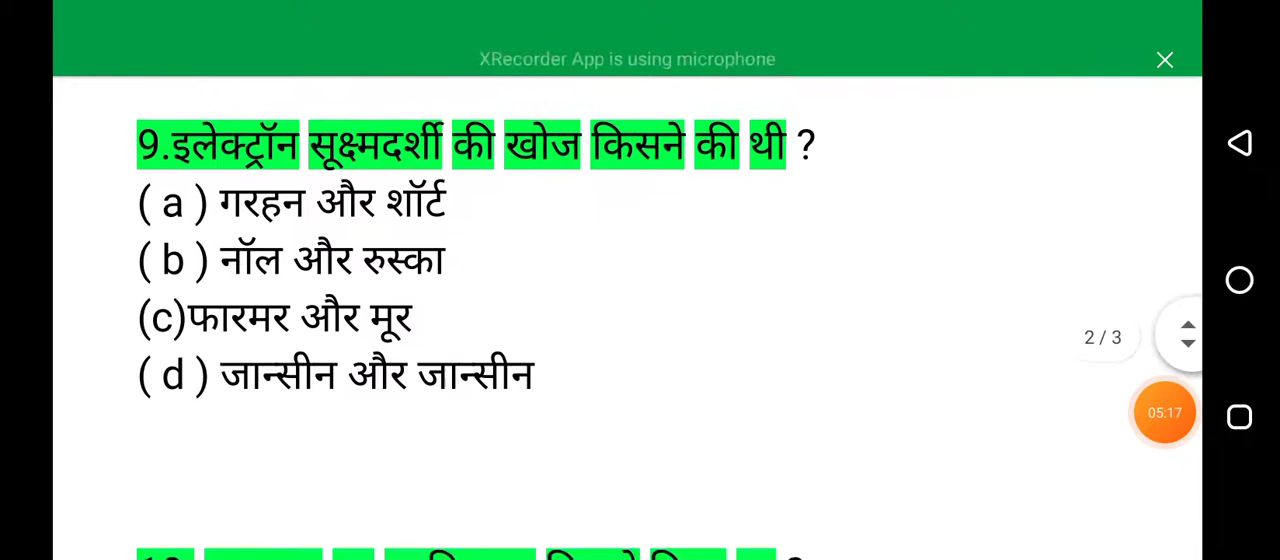 XRecorder App is using microphone
9.इलेक्ट्रॉन सूक्ष्मदर्शी की खोज किसने की थी ?
( a ) गरहन और शॉर्ट
( b ) नॉल और रुस्का
(c)फारमर और मूर
( d ) जान्सीन और जान्सीन
2 / 3
05:17